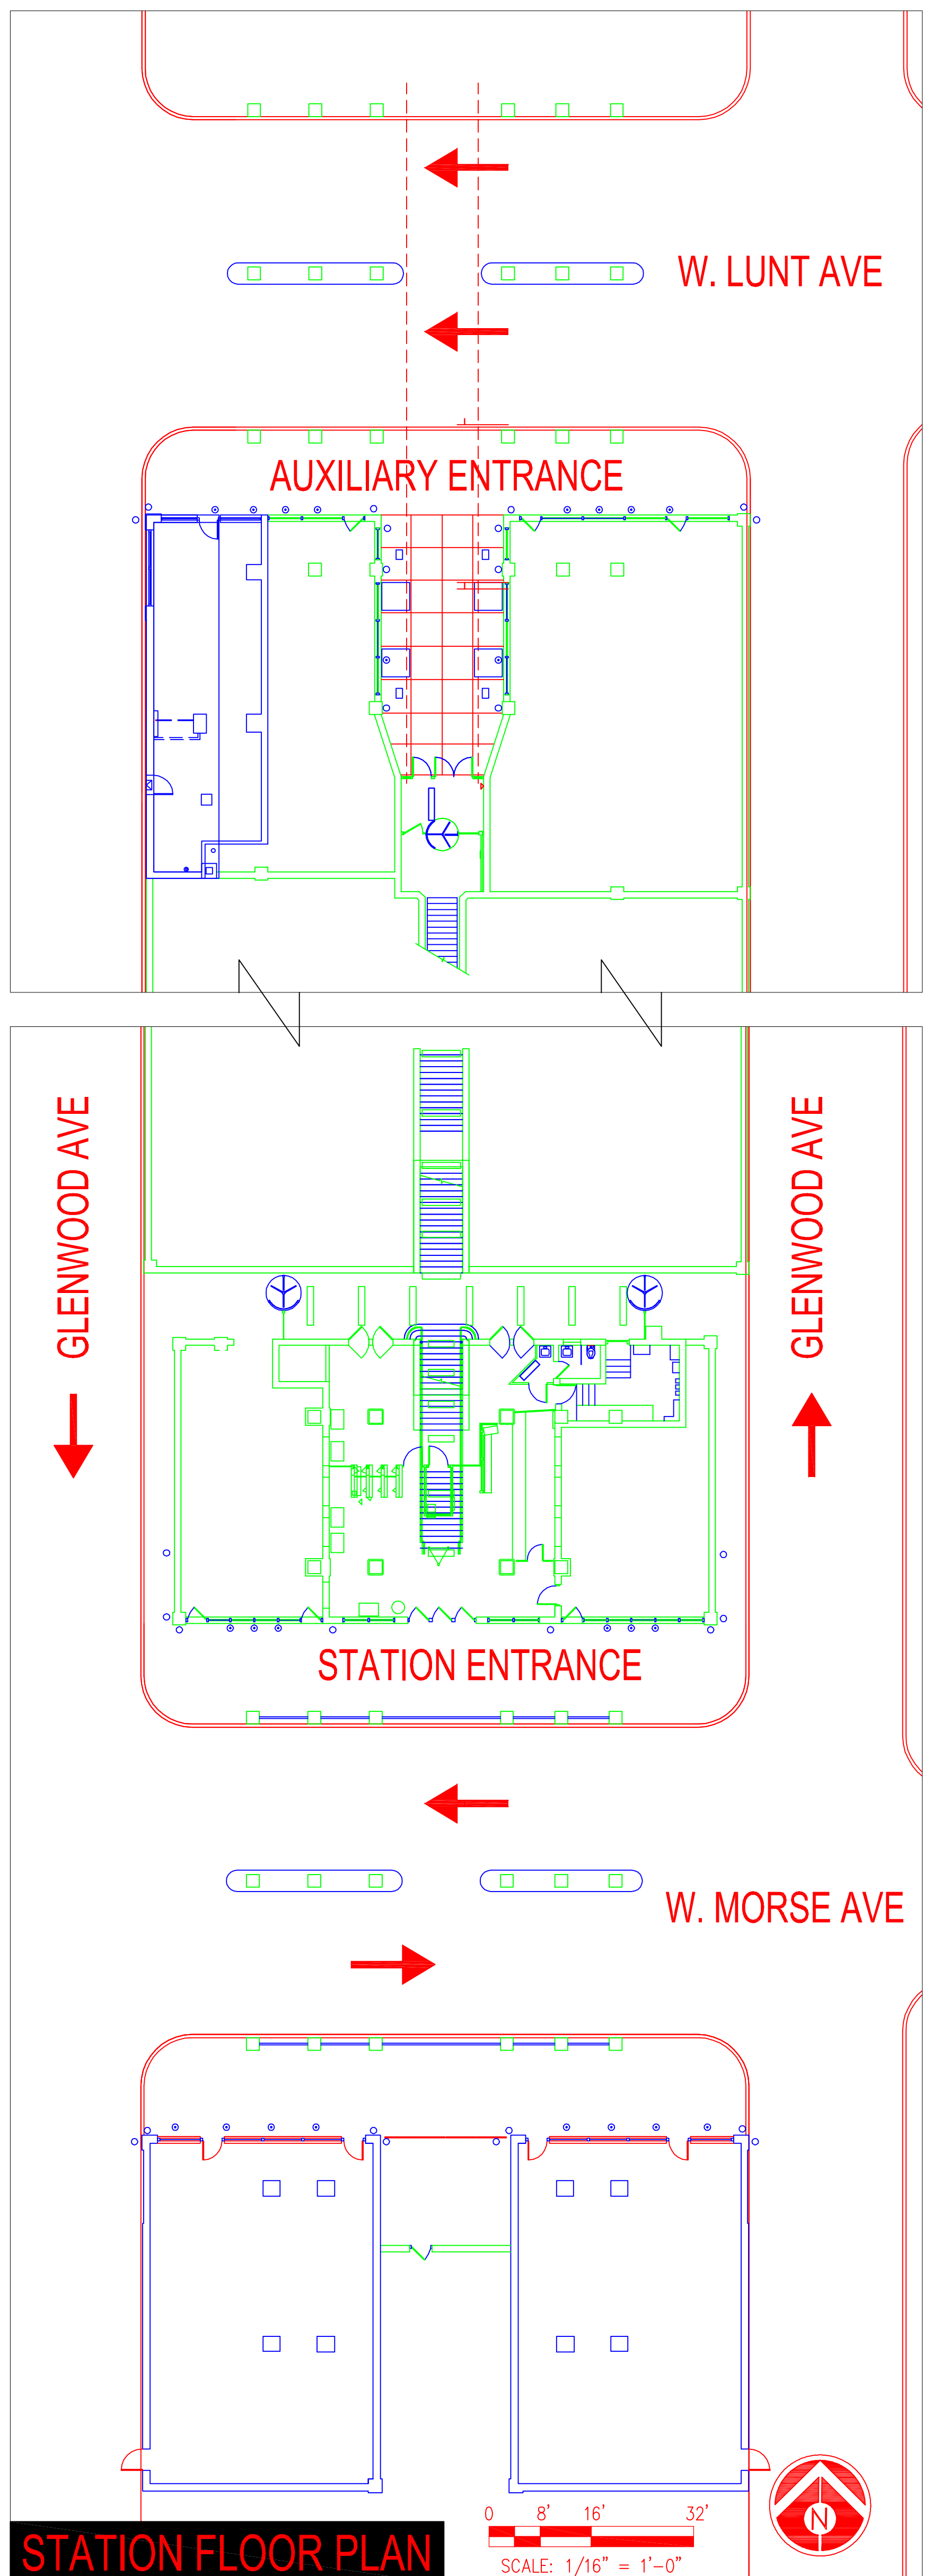 W. LUNT AVE
AUXILIARY ENTRANCE
GLENWOOD AVE
GLENWOOD AVE
STATION ENTRANCE
W. MORSE AVE
0 8' 16' 32'
N
STATION FLOOR PLAN
SCALE: 1/16" = 1'-0"